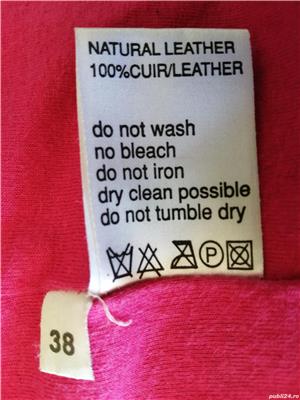 NATURAL LEATHER
100%CUIR/LEATHER
do not wash
no bleach
do not iron
dry clean possible
do not tumble dry
P
38
publi24.ro